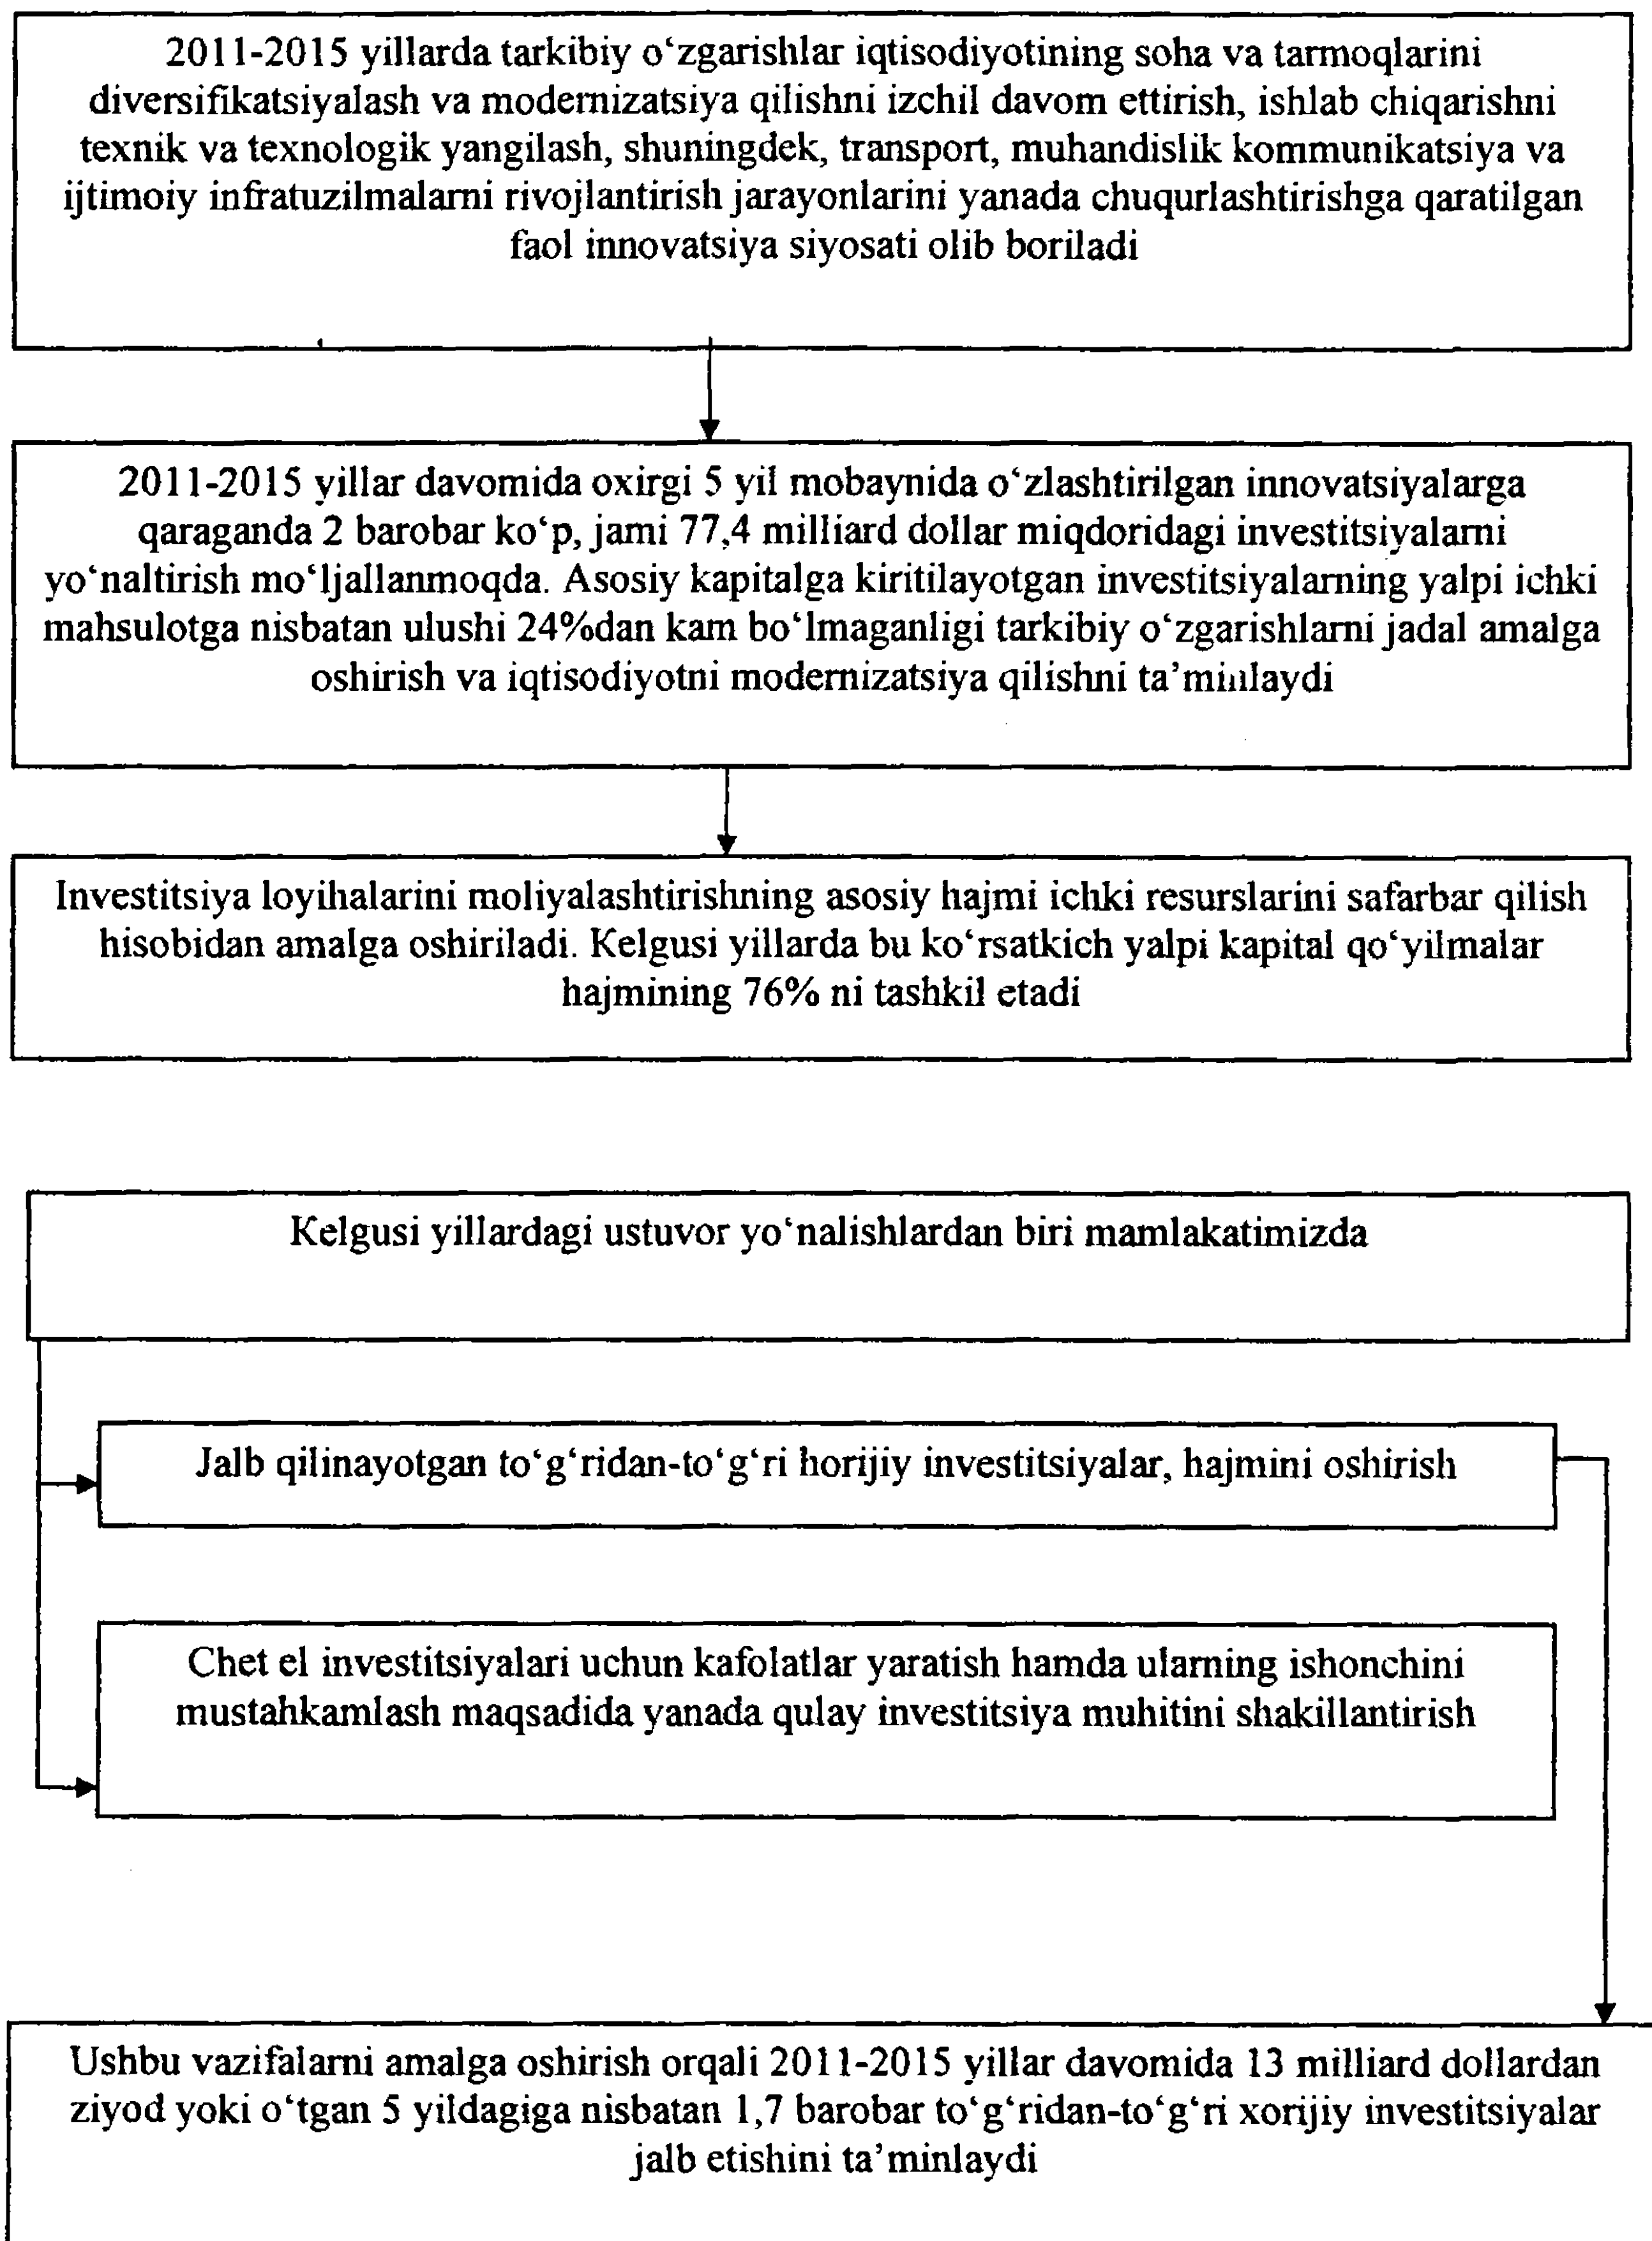 2011-2015 yillarda tarkibiy o‘zgarishlar iqtisodiyotining soha va tarmoqlarini
diversifikatsiyalash va modernizatsiya qilishni izchil davom ettirish, ishlab chiqarishni
texnik va texnologik yangilash, shuningdek, transport, muhandislik kommunikatsiya va
ijtimoiy infratuzilmalarni rivojlantirish jarayonlarini yanada chuqurlashtirishga qaratilgan
faol innovatsiya siyosati olib boriladi
2011-2015 yillar davomida oxirgi 5 yil mobaynida o‘zlashtirilgan innovatsiyalarga
qaraganda 2 barobar ko‘p, jami 77,4 milliard dollar miqdoridagi investitsiyalarni
yo‘naltirish mo‘ljallanmoqda. Asosiy kapitalga kiritilayotgan investitsiyalarning yalpi ichki
mahsulotga nisbatan ulushi 24%dan kam bo‘lmaganligi tarkibiy o‘zgarishlarni jadal amalga
oshirish va iqtisodiyotni modernizatsiya qilishni ta’minlaydi
Investitsiya loyihalarini moliyalashtirishning asosiy hajmi ichki resurslarini safarbar qilish
hisobidan amalga oshiriladi. Kelgusi yillarda bu ko‘rsatkich yalpi kapital qo‘yilmalar
hajmining 76% ni tashkil etadi
Kelgusi yillardagi ustuvor yo‘nalishlardan biri mamlakatimizda
Jalb qilinayotgan to‘g‘ridan-to‘g‘ri horijiy investitsiyalar, hajmini oshirish
Chet el investitsiyalari uchun kafolatlar yaratish hamda ularning ishonchini
mustahkamlash maqsadida yanada qulay investitsiya muhitini shakillantirish
Ushbu vazifalarni amalga oshirish orqali 2011-2015 yillar davomida 13 milliard dollardan
ziyod yoki o‘tgan 5 yildagiga nisbatan 1,7 barobar to‘g‘ridan-to‘g‘ri xorijiy investitsiyalar
jalb etishini ta’minlaydi